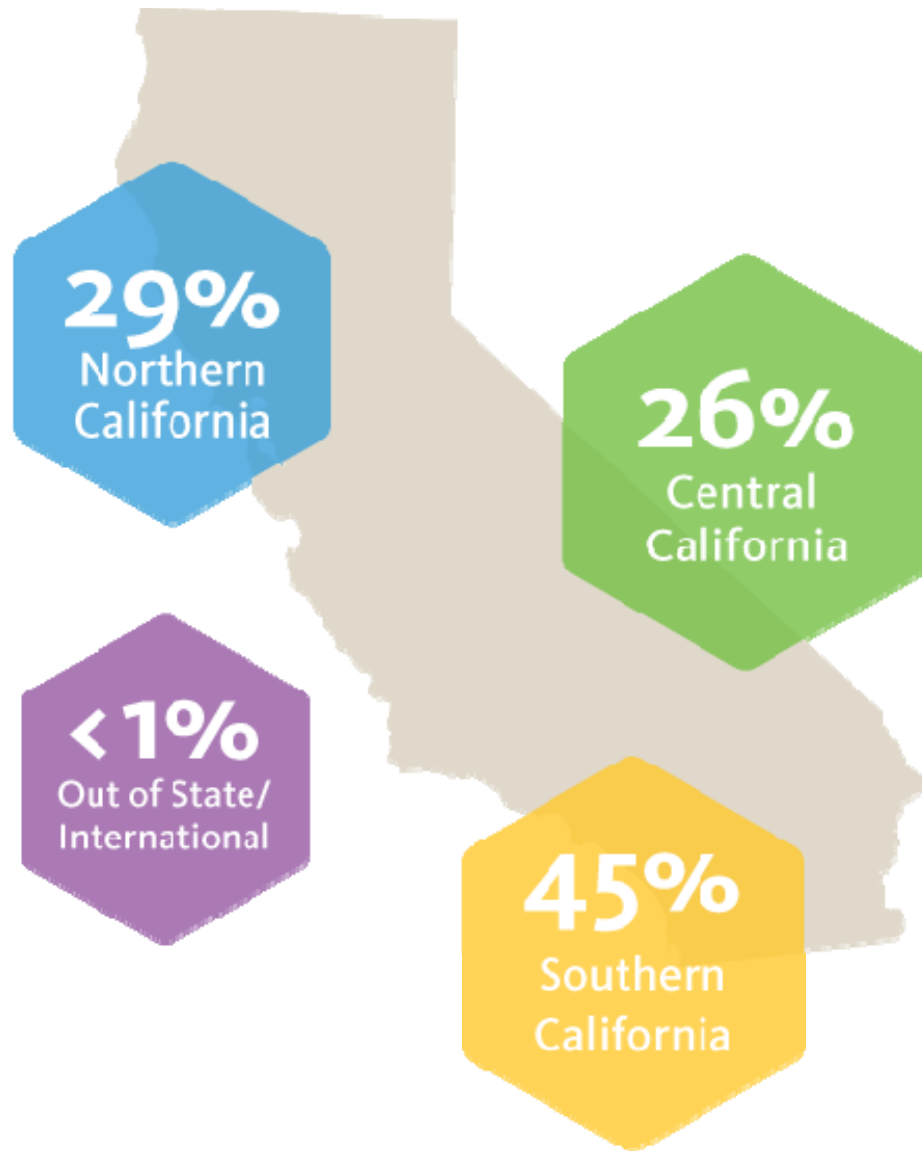 29%
Northern
California
26%
Central
California
<1%
Out of State/
International
45%
Southern
California